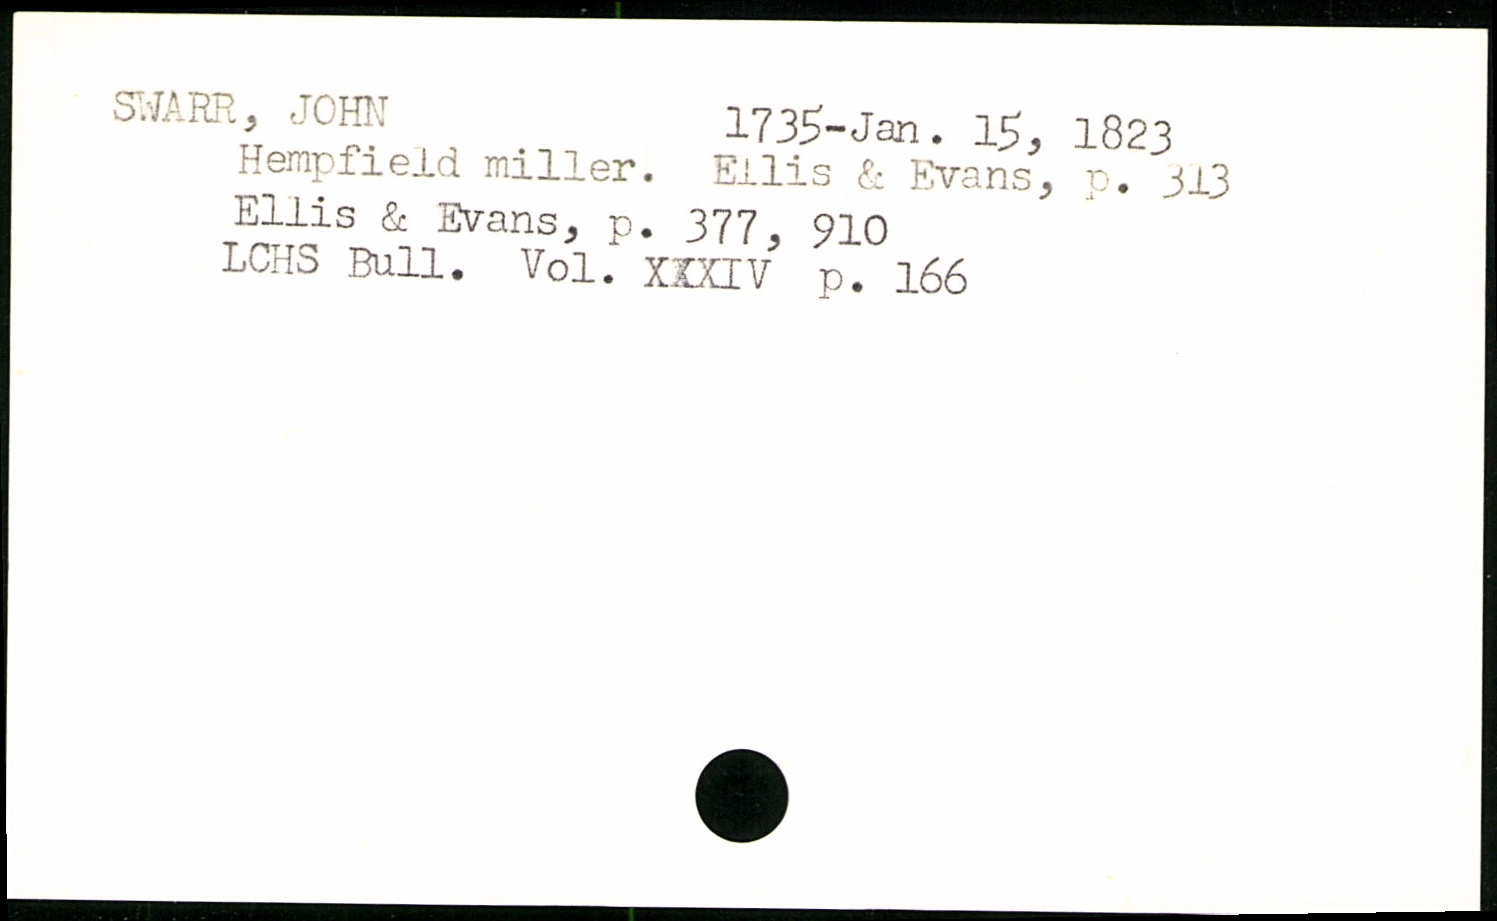 SWARR, JOHN 1735-Jan. 15, 1823
Hempfield miller. Ellis & Evans, p. 313
Ellis & Evans, p. 377, 910
LCHS Bull. Vol. XXXIV p. 166